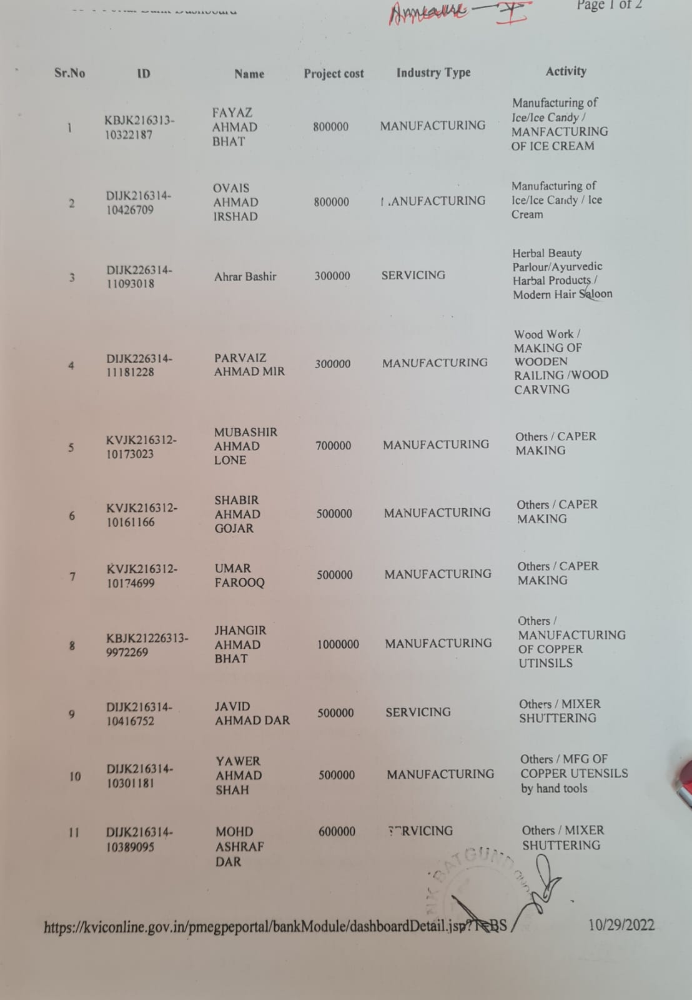 Annexure — I
Page 1 of 2
Sr.No ID Name Project cost Industry Type Activity
1 KBJK216313-10322187 FAYAZ AHMAD BHAT 800000 MANUFACTURING Manufacturing of Ice/Ice Candy / MANFACTURING OF ICE CREAM
2 DIJK216314-10426709 OVAIS AHMAD IRSHAD 800000 ANUFACTURING Manufacturing of Ice/Ice Candy / Ice Cream
3 DIJK226314-11093018 Ahrar Bashir 300000 SERVICING Herbal Beauty Parlour/Ayurvedic Harbal Products / Modern Hair Saloon
4 DIJK226314-11181228 PARVAIZ AHMAD MIR 300000 MANUFACTURING Wood Work / MAKING OF WOODEN RAILING /WOOD CARVING
5 KVJK216312-10173023 MUBASHIR AHMAD LONE 700000 MANUFACTURING Others / CAPER MAKING
6 KVJK216312-10161166 SHABIR AHMAD GOJAR 500000 MANUFACTURING Others / CAPER MAKING
7 KVJK216312-10174699 UMAR FAROOQ 500000 MANUFACTURING Others / CAPER MAKING
8 KBJK21226313-9972269 JHANGIR AHMAD BHAT 1000000 MANUFACTURING Others / MANUFACTURING OF COPPER UTINSILS
9 DIJK216314-10416752 JAVID AHMAD DAR 500000 SERVICING Others / MIXER SHUTTERING
10 DIJK216314-10301181 YAWER AHMAD SHAH 500000 MANUFACTURING Others / MFG OF COPPER UTENSILS by hand tools
11 DIJK216314-10389095 MOHD ASHRAF DAR 600000 RVICING Others / MIXER SHUTTERING
BATGUND
https://kviconline.gov.in/pmegpeportal/bankModule/dashboardDetail.jsp? 10/29/2022